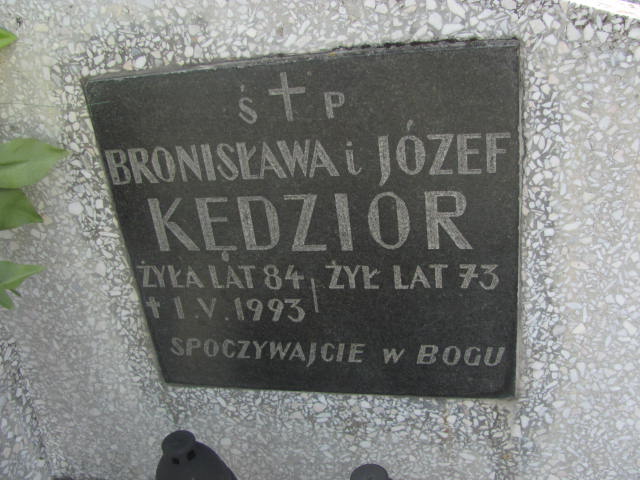 Ś † P
BRONISŁAWA i JÓZEF
KĘDZIOR
ŻYŁA LAT 84 ŻYŁ LAT 73
† 1.V.1993
SPOCZYWAJCIE W BOGU